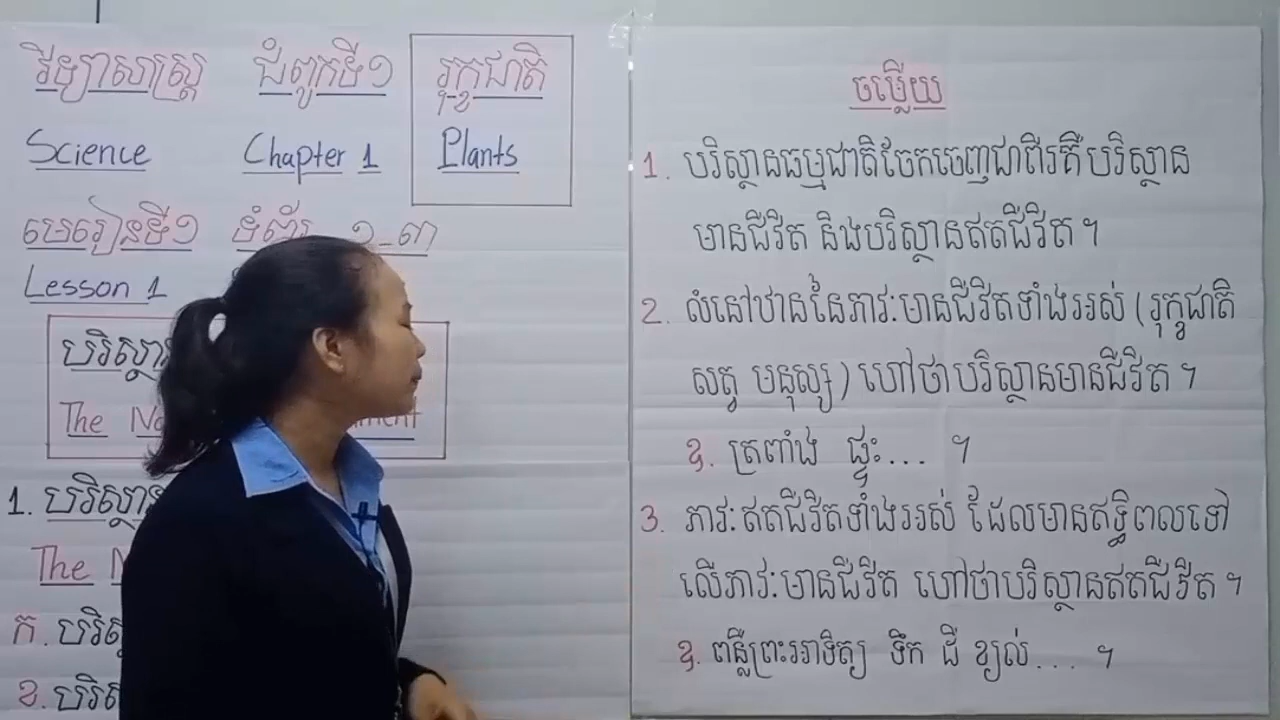 វិទ្យាសាស្ត្រ ជំពូកទី១ រុក្ខជាតិ
Science Chapter 1 Plants
មេរៀនទី១ ទំព័រ ១-៣
Lesson 1
The
1. បរិស្ថាន
The
ក. 
ខ. 
ចម្លើយ
1. បរិស្ថានធម្មជាតិចែកចេញជាពីរគឺបរិស្ថាន
មានជីវិត និងបរិស្ថានឥតជីវិត។
2. លំនៅឋាននៃភាវៈមានជីវិតទាំងអស់ (រុក្ខជាតិ
សត្វ មនុស្ស) ហៅថាបរិស្ថានមានជីវិត។
ឧ. ត្រពាំង ផ្ទះ... ។
3. ភាវៈឥតជីវិតទាំងអស់ ដែលមានឥទ្ធិពលទៅ
លើភាវៈមានជីវិត ហៅថាបរិស្ថានឥតជីវិត។
ឧ. ពន្លឺព្រះអាទិត្យ ទឹក ដី ខ្យល់.... ។